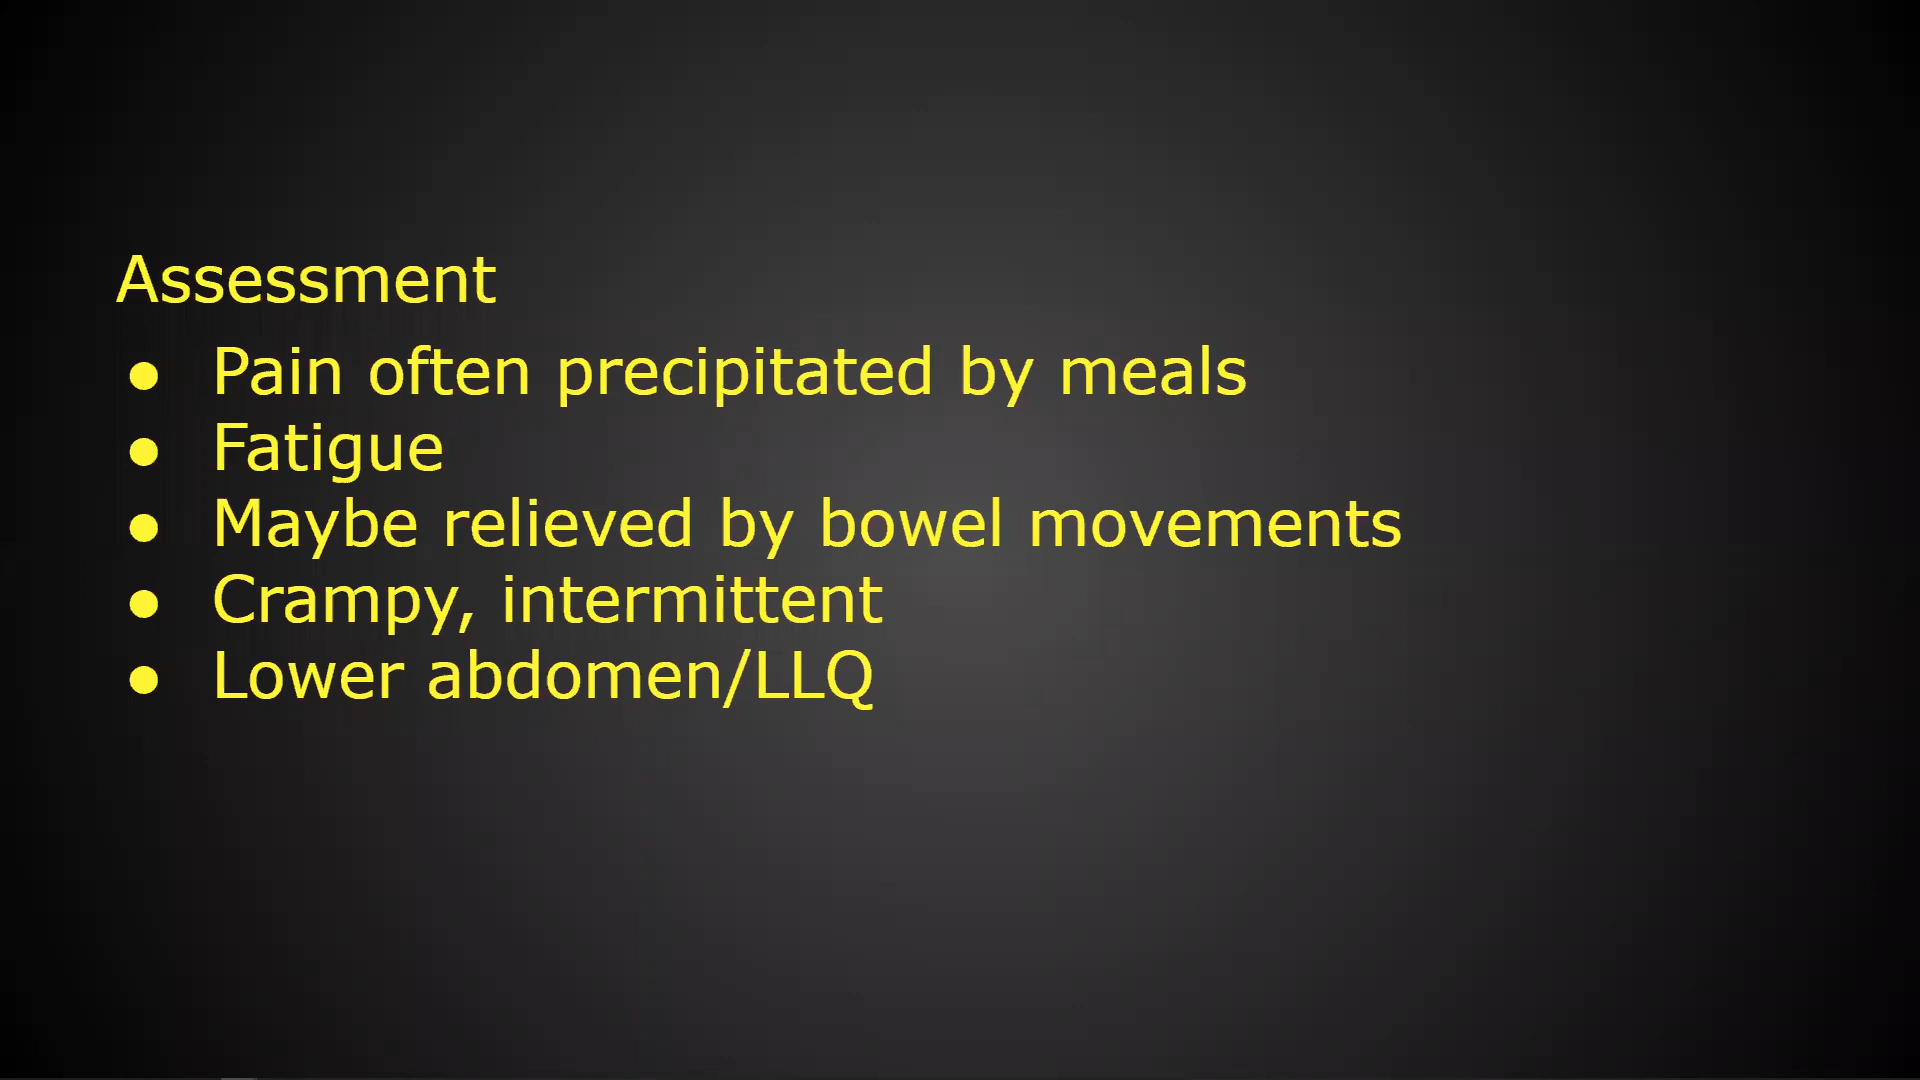 Assessment
● Pain often precipitated by meals
● Fatigue
● Maybe relieved by bowel movements
● Crampy, intermittent
● Lower abdomen/LLQ